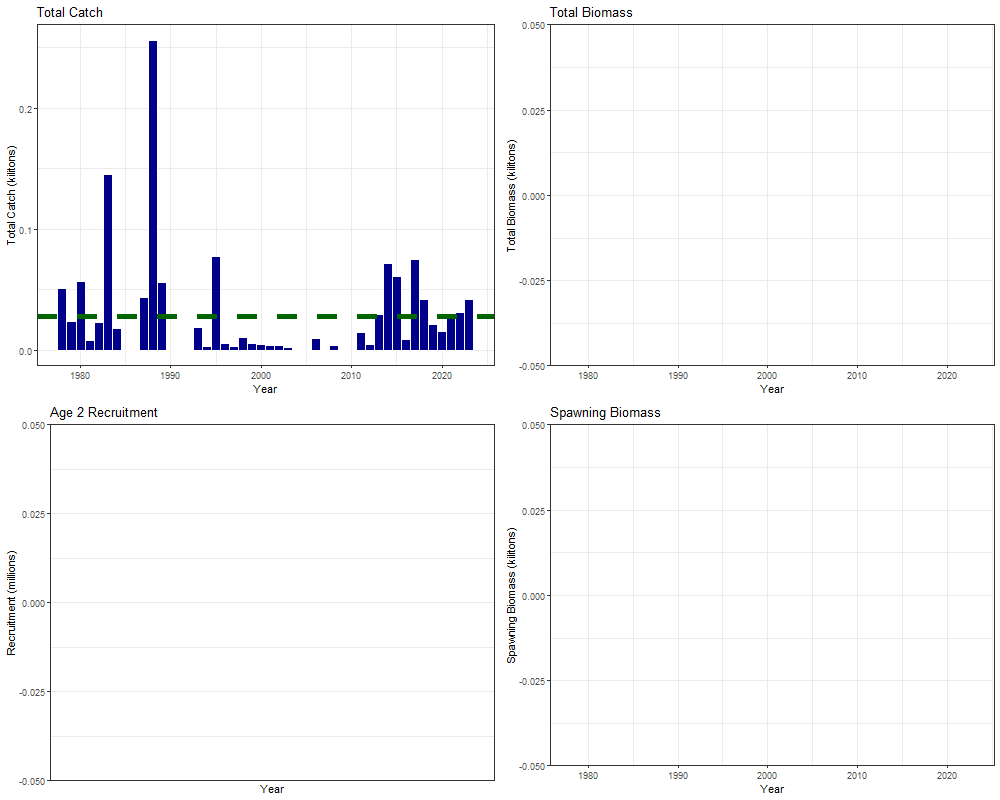 Total Catch
Total Catch (kilitons)
0.2
0.1
0.0
1980 1990 2000 2010 2020
Year
Total Biomass
Total Biomass (kilitons)
0.050
0.025
0.000
-0.025
-0.050
1980 1990 2000 2010 2020
Year
Age 2 Recruitment
Recruitment (millions)
0.050
0.025
0.000
-0.025
-0.050
Year
Spawning Biomass
Spawning Biomass (kilitons)
0.050
0.025
0.000
-0.025
-0.050
1980 1990 2000 2010 2020
Year